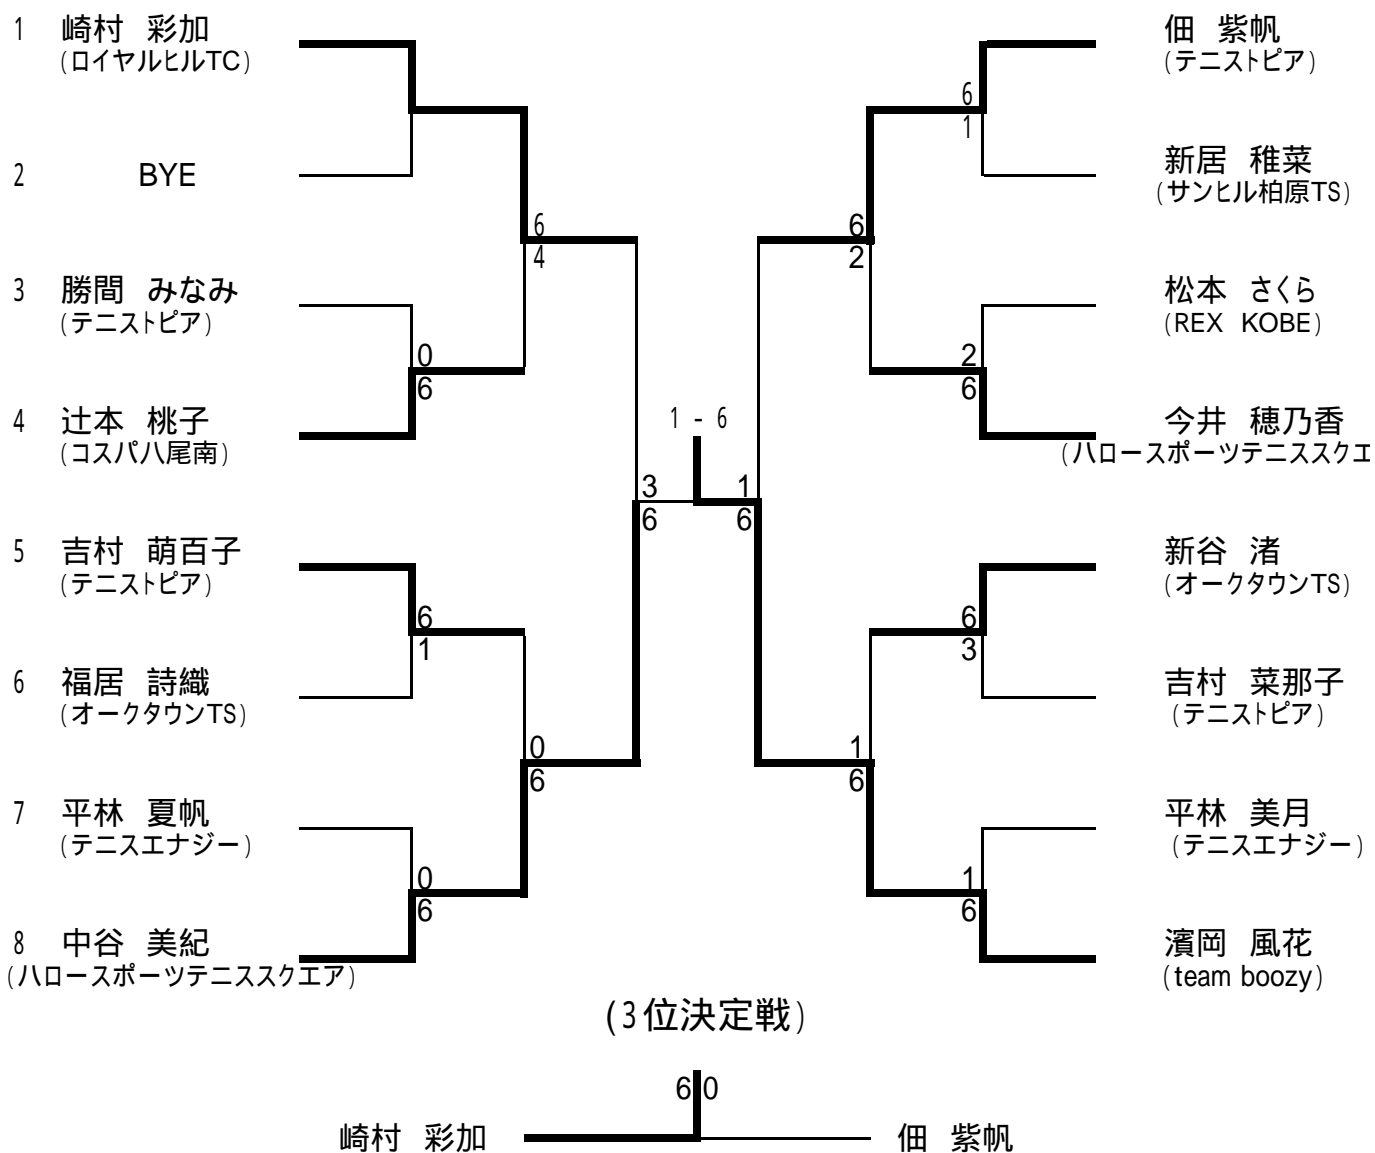 1 崎村 彩加
(ロイヤルヒルTC)
2 BYE
6
4
3 勝間 みなみ
(テニストピア)
0
6
4 辻本 桃子
(コスパ八尾南)
3
6
5 吉村 萌百子
(テニストピア)
6
1
6 福居 詩織
(オークタウンTS)
0
6
7 平林 夏帆
(テニスエナジー)
0
6
8 中谷 美紀
(ハロースポーツテニススクエア)
1 - 6
佃 紫帆
(テニストピア)
6
1
新居 稚菜
(サンヒル柏原TS)
6
2
松本 さくら
(REX KOBE)
2
6
今井 穂乃香
(ハロースポーツテニススクエ
1
6
新谷 渚
(オークタウンTS)
6
3
吉村 菜那子
(テニストピア)
1
6
平林 美月
(テニスエナジー)
1
6
濱岡 風花
(team boozy)
(3位決定戦)
6 0
崎村 彩加 佃 紫帆